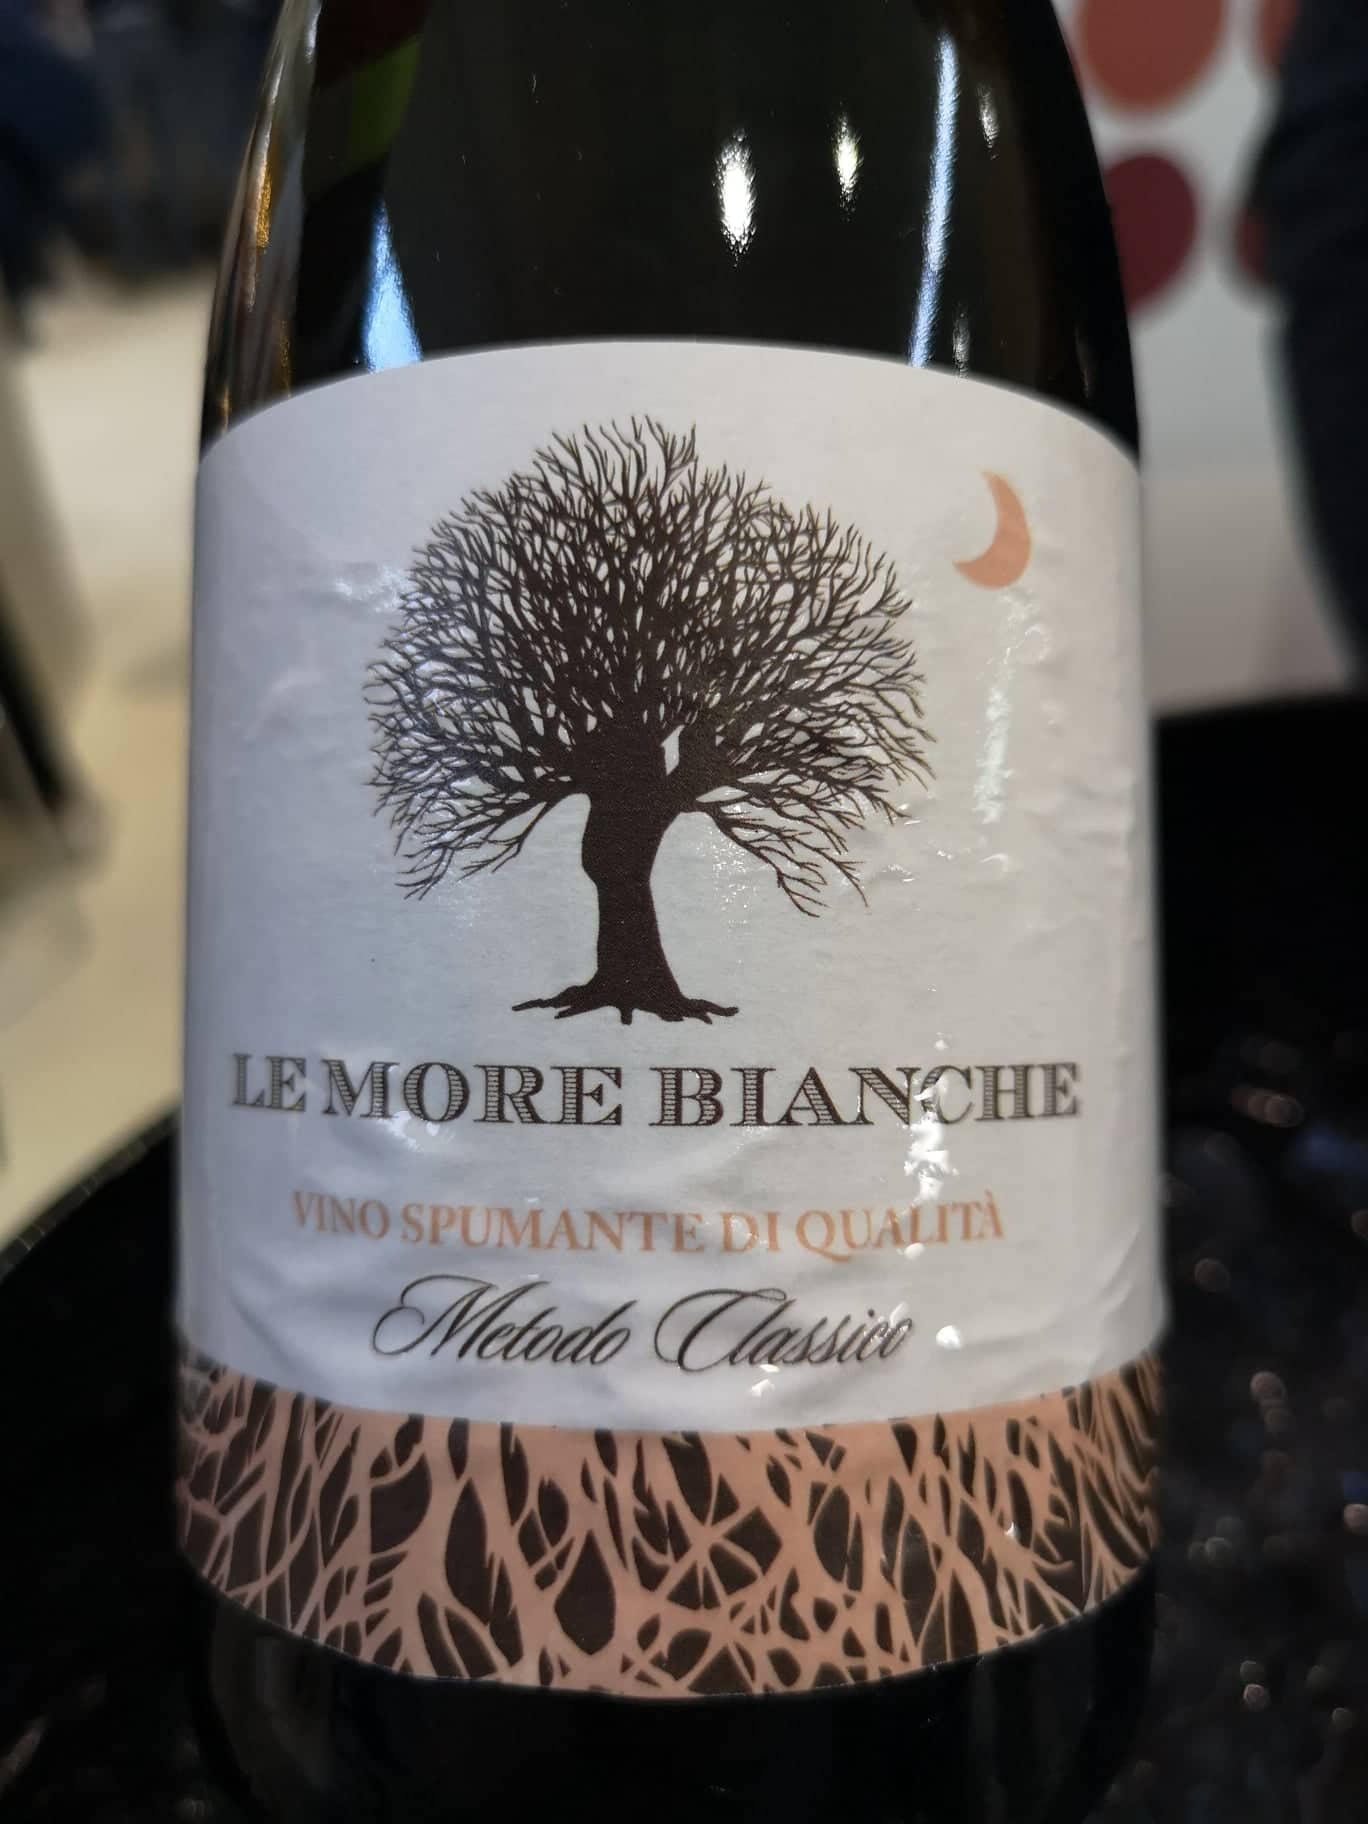 LE MORE BIANCHE
VINO SPUMANTE DI QUALITÀ
Metodo Classico